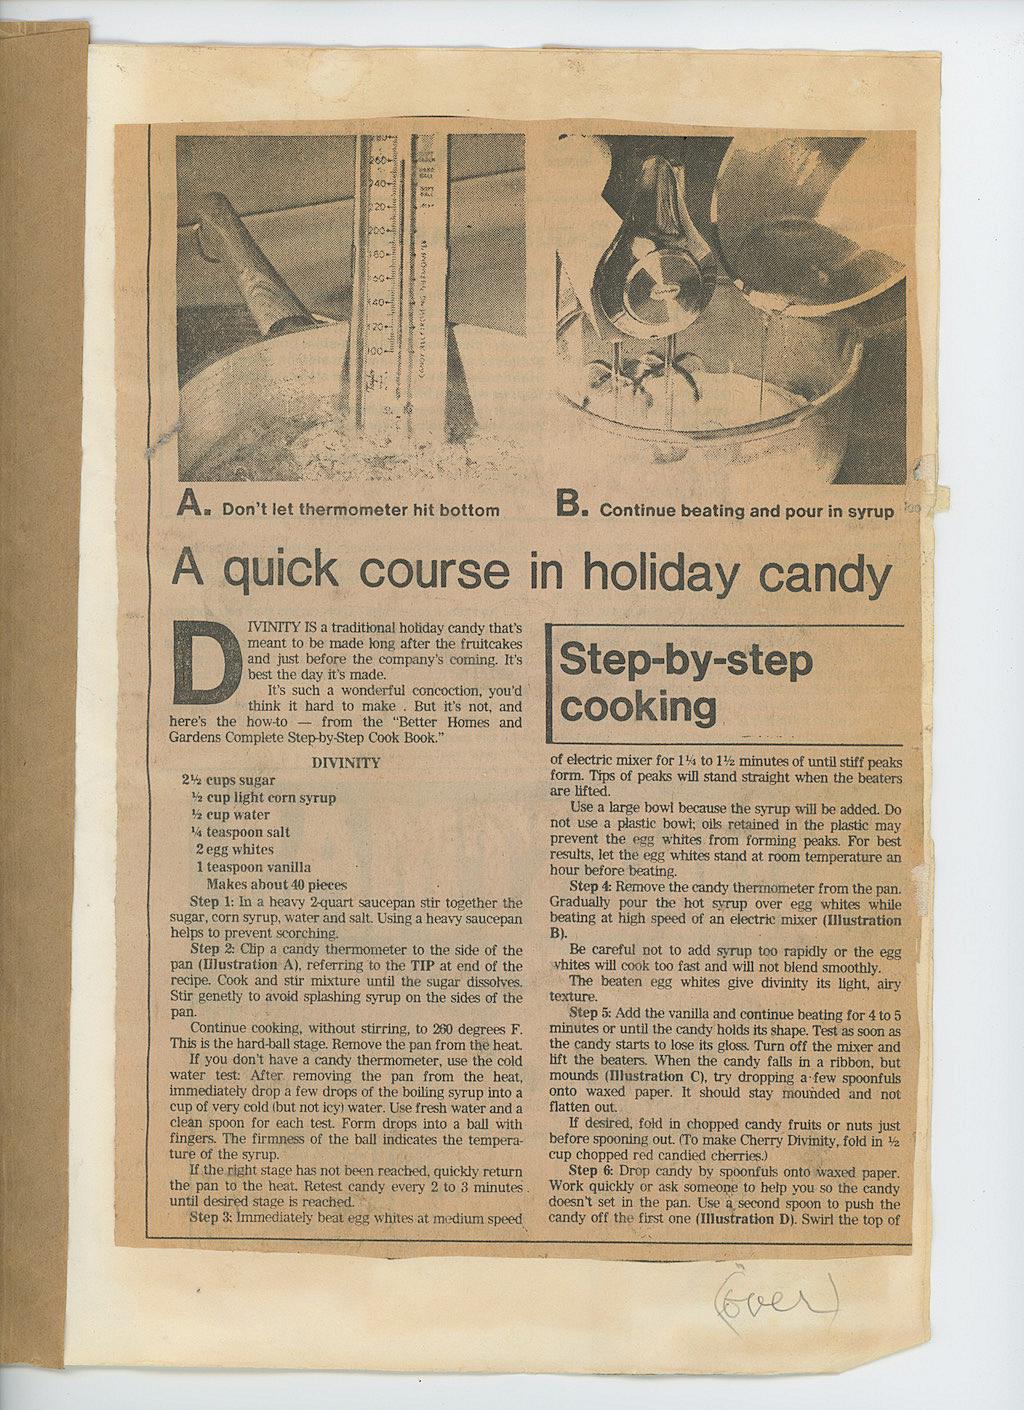 260
240
220
200
40
120
100
A. Don't let thermometer hit bottom
B. Continue beating and pour in syrup
A quick course in holiday candy
DIVINITY IS a traditional holiday candy that's
meant to be made long after the fruitcakes
and just before the company's coming. It's
best the day it's made.
It's such a wonderful concoction, you'd
think it hard to make . But it's not, and
here's the how-to — from the "Better Homes and
Gardens Complete Step-by-Step Cook Book."
DIVINITY
2½ cups sugar
½ cup light corn syrup
½ cup water
¼ teaspoon salt
2 egg whites
1 teaspoon vanilla
Makes about 40 pieces
Step 1: In a heavy 2-quart saucepan stir together the
sugar, corn syrup, water and salt. Using a heavy saucepan
helps to prevent scorching.
Step 2: Clip a candy thermometer to the side of the
pan (Illustration A), referring to the TIP at end of the
recipe. Cook and stir mixture until the sugar dissolves.
Stir genetly to avoid splashing syrup on the sides of the
pan.
Continue cooking, without stirring, to 260 degrees F.
This is the hard-ball stage. Remove the pan from the heat.
If you don't have a candy thermometer, use the cold
water test: After removing the pan from the heat,
immediately drop a few drops of the boiling syrup into a
cup of very cold (but not icy) water. Use fresh water and a
clean spoon for each test. Form drops into a ball with
fingers. The firmness of the ball indicates the tempera-
ture of the syrup.
If the right stage has not been reached, quickly return
the pan to the heat. Retest candy every 2 to 3 minutes
until desired stage is reached.
Step 3: Immediately beat egg whites at medium speed
Step-by-step
cooking
of electric mixer for 1¼ to 1½ minutes of until stiff peaks
form. Tips of peaks will stand straight when the beaters
are lifted.
Use a large bowl because the syrup will be added. Do
not use a plastic bowl; oils retained in the plastic may
prevent the egg whites from forming peaks. For best
results, let the egg whites stand at room temperature an
hour before beating.
Step 4: Remove the candy thermometer from the pan.
Gradually pour the hot syrup over egg whites while
beating at high speed of an electric mixer (Illustration
B).
Be careful not to add syrup too rapidly or the egg
whites will cook too fast and will not blend smoothly.
The beaten egg whites give divinity its light, airy
texture.
Step 5: Add the vanilla and continue beating for 4 to 5
minutes or until the candy holds its shape. Test as soon as
the candy starts to lose its gloss. Turn off the mixer and
lift the beaters. When the candy falls in a ribbon, but
mounds (Illustration C), try dropping a few spoonfuls
onto waxed paper. It should stay mounded and not
flatten out.
If desired, fold in chopped candy fruits or nuts just
before spooning out. (To make Cherry Divinity, fold in ½
cup chopped red candied cherries.)
Step 6: Drop candy by spoonfuls onto waxed paper.
Work quickly or ask someone to help you so the candy
doesn't set in the pan. Use a second spoon to push the
candy off the first one (Illustration D). Swirl the top of
(over)